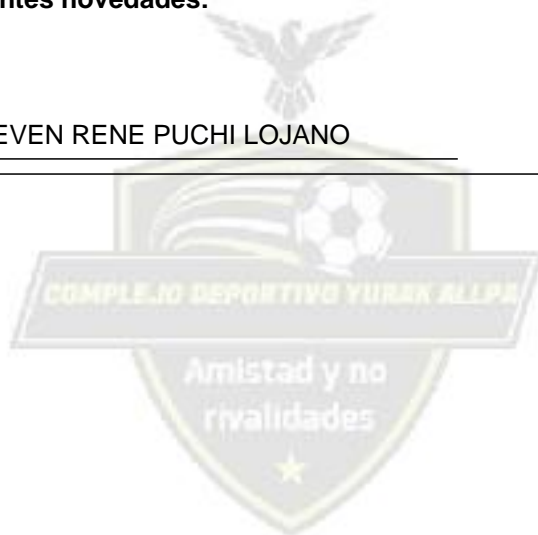 ntes novedades:
EVEN RENE PUCHI LOJANO
COMPLEJO DEPORTIVO YURAK ALLPA
Amistad y no
rivalidades